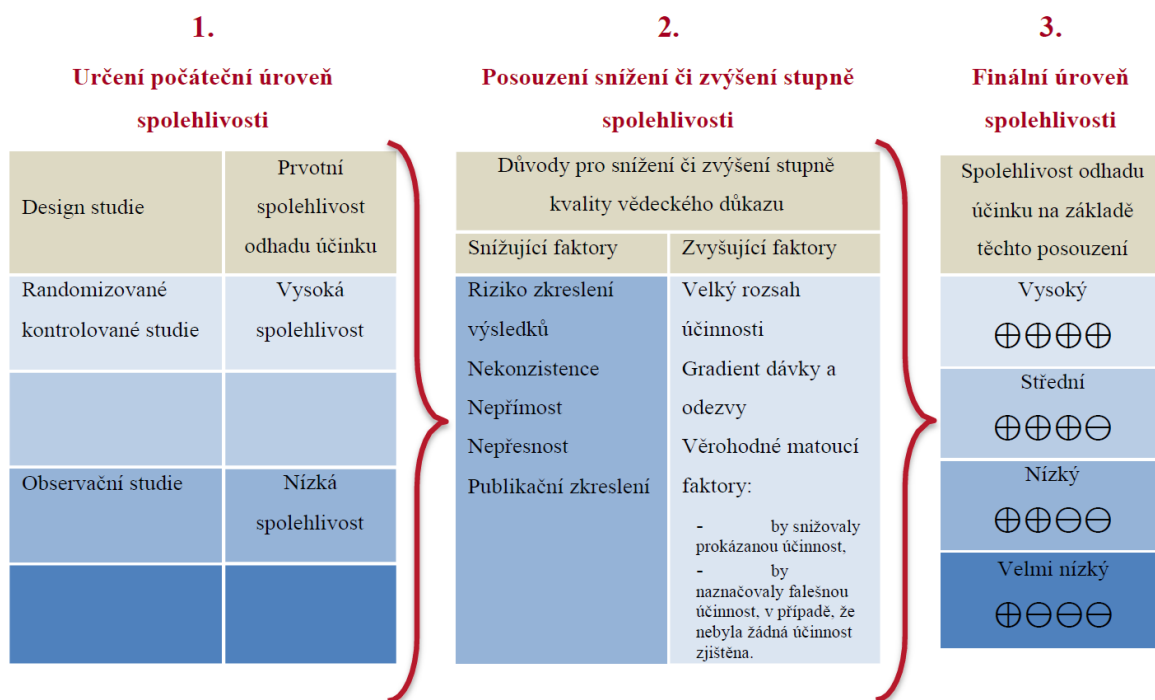 1.
Určení počáteční úroveň
spolehlivosti
Design studie
Prvotní
spolehlivost
odhadu účinku
Randomizované
kontrolované studie
Vysoká
spolehlivost
Observační studie
Nízká
spolehlivost
2.
Posouzení snížení či zvýšení stupně
spolehlivosti
Důvody pro snížení či zvýšení stupně
kvality vědeckého důkazu
Snížující faktory
Zvyšující faktory
Riziko zkreslení
výsledků
Nekonzistence
Nepřímost
Nepřesnost
Publikační zkreslení
Velký rozsah
účinnosti
Gradient dávky a
odezvy
Věrohodné matoucí
faktory:
- by snižovaly
prokázanou účinnost,
- by
naznačovaly falešnou
účinnost, v případě, že
nebyla žádná účinnost
zjištěna.
3.
Finální úroveň
spolehlivosti
Spolehlivost odhadu
účinku na základě
těchto posouzení
Vysoký
⊕⊕⊕⊕
Střední
⊕⊕⊕⊖
Nízký
⊕⊕⊖⊖
Velmi nízký
⊕⊖⊖⊖